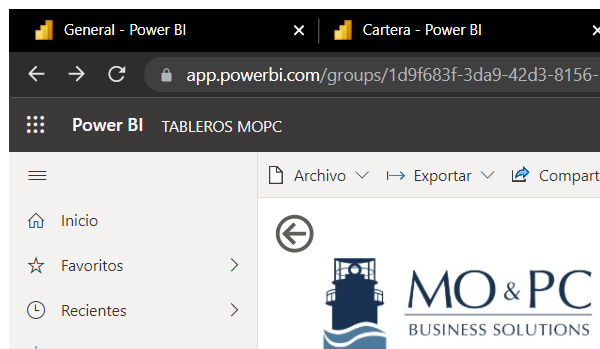 General - Power BI
Cartera - Power BI
app.powerbi.com/groups/1d9f683f-3da9-42d3-8156-
Power BI TABLEROS MOPC
Archivo Exportar Compart
Inicio
Favoritos
Recientes
MO & PC
BUSINESS SOLUTIONS